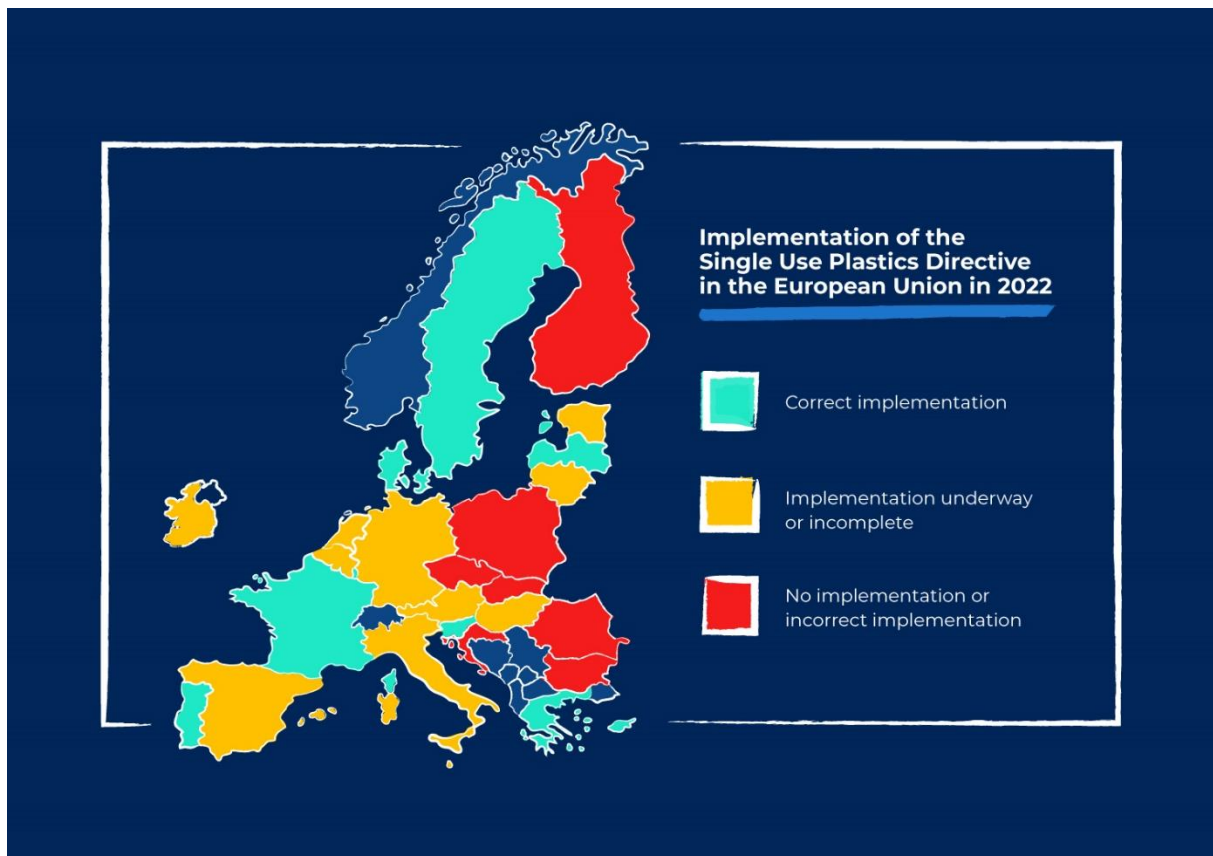 Implementation of the
Single Use Plastics Directive
in the European Union in 2022
Correct implementation
Implementation underway
or incomplete
No implementation or
incorrect implementation